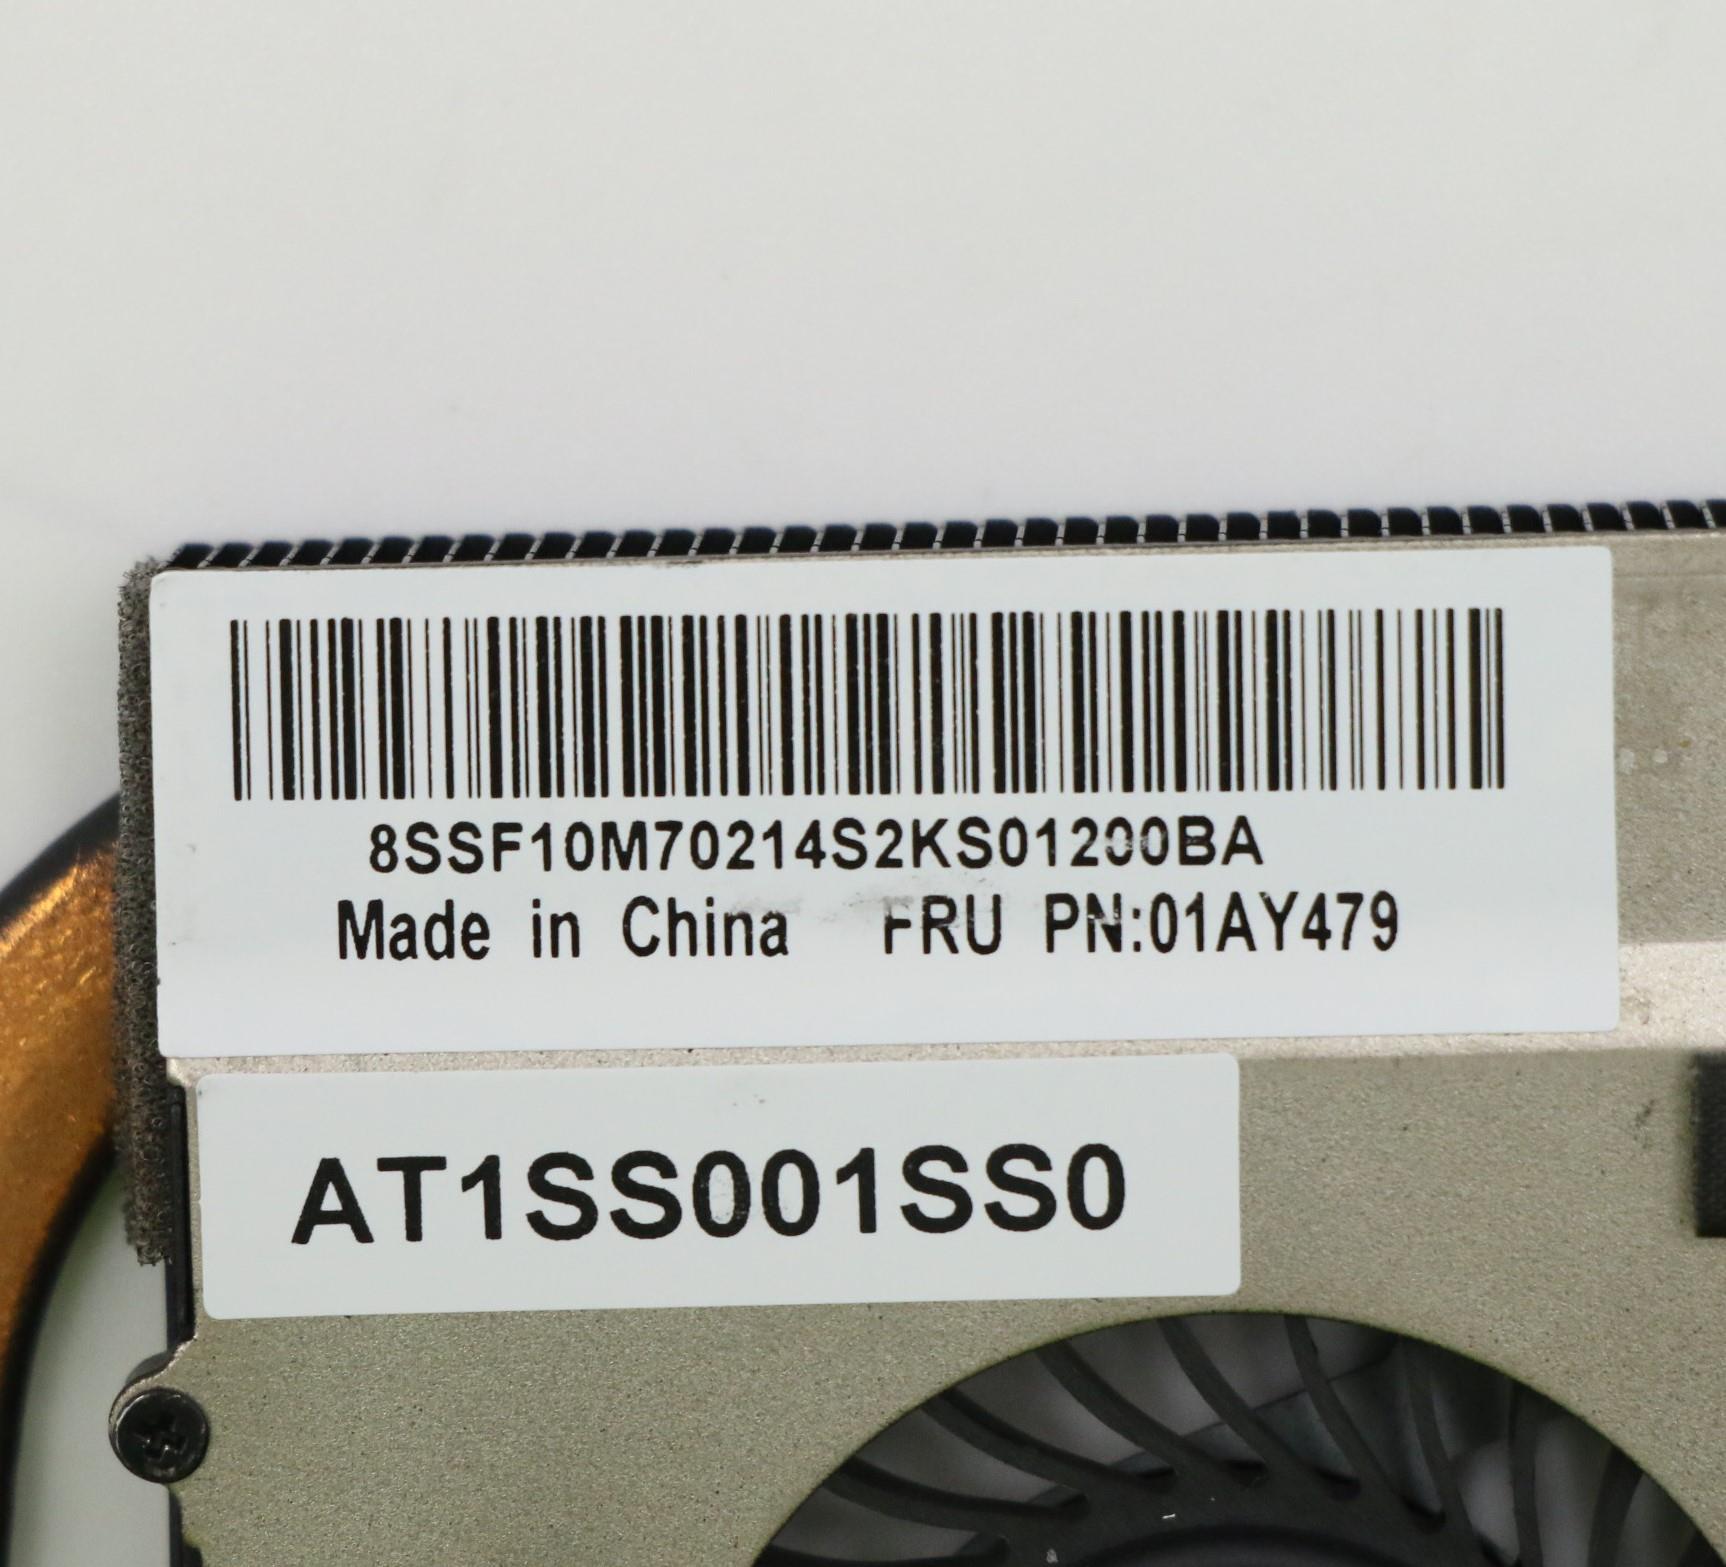 8SSF10M70214S2KS01200BA
Made in China FRU PN:01AY479
AT1SS001SS0